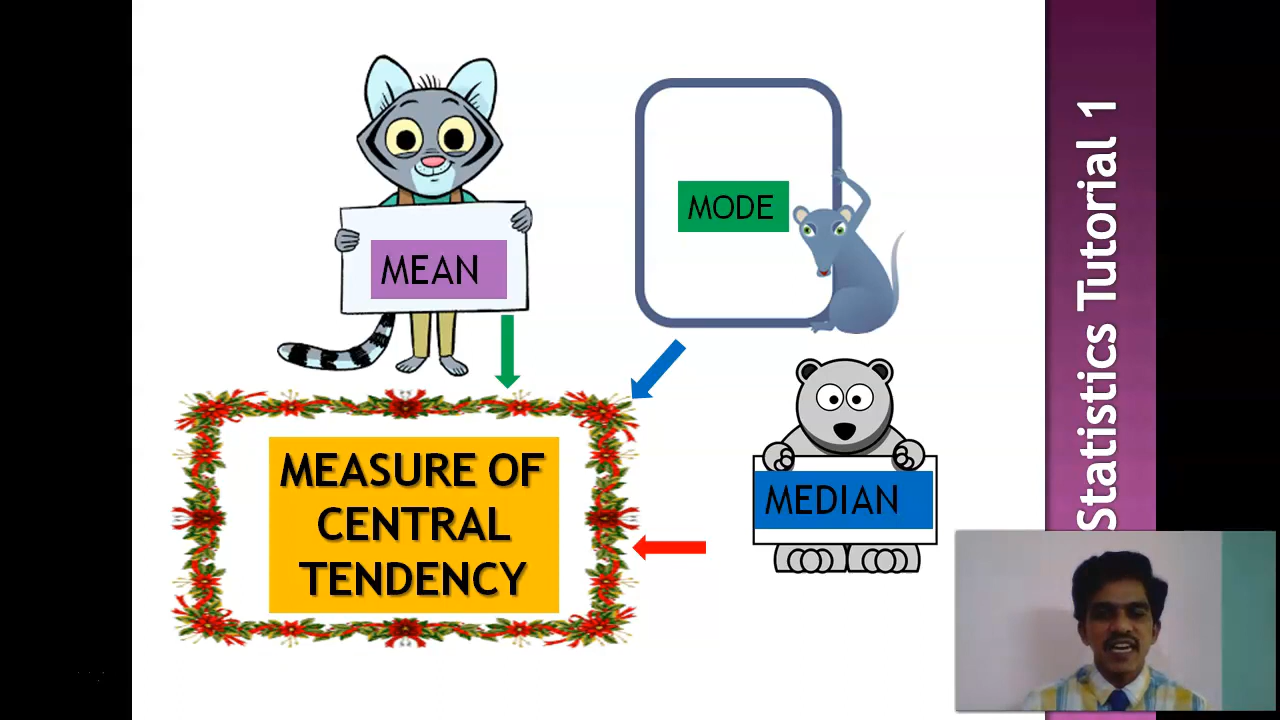 MEAN
MODE
MEDIAN
MEASURE OF
CENTRAL
TENDENCY
Statistics Tutorial 1